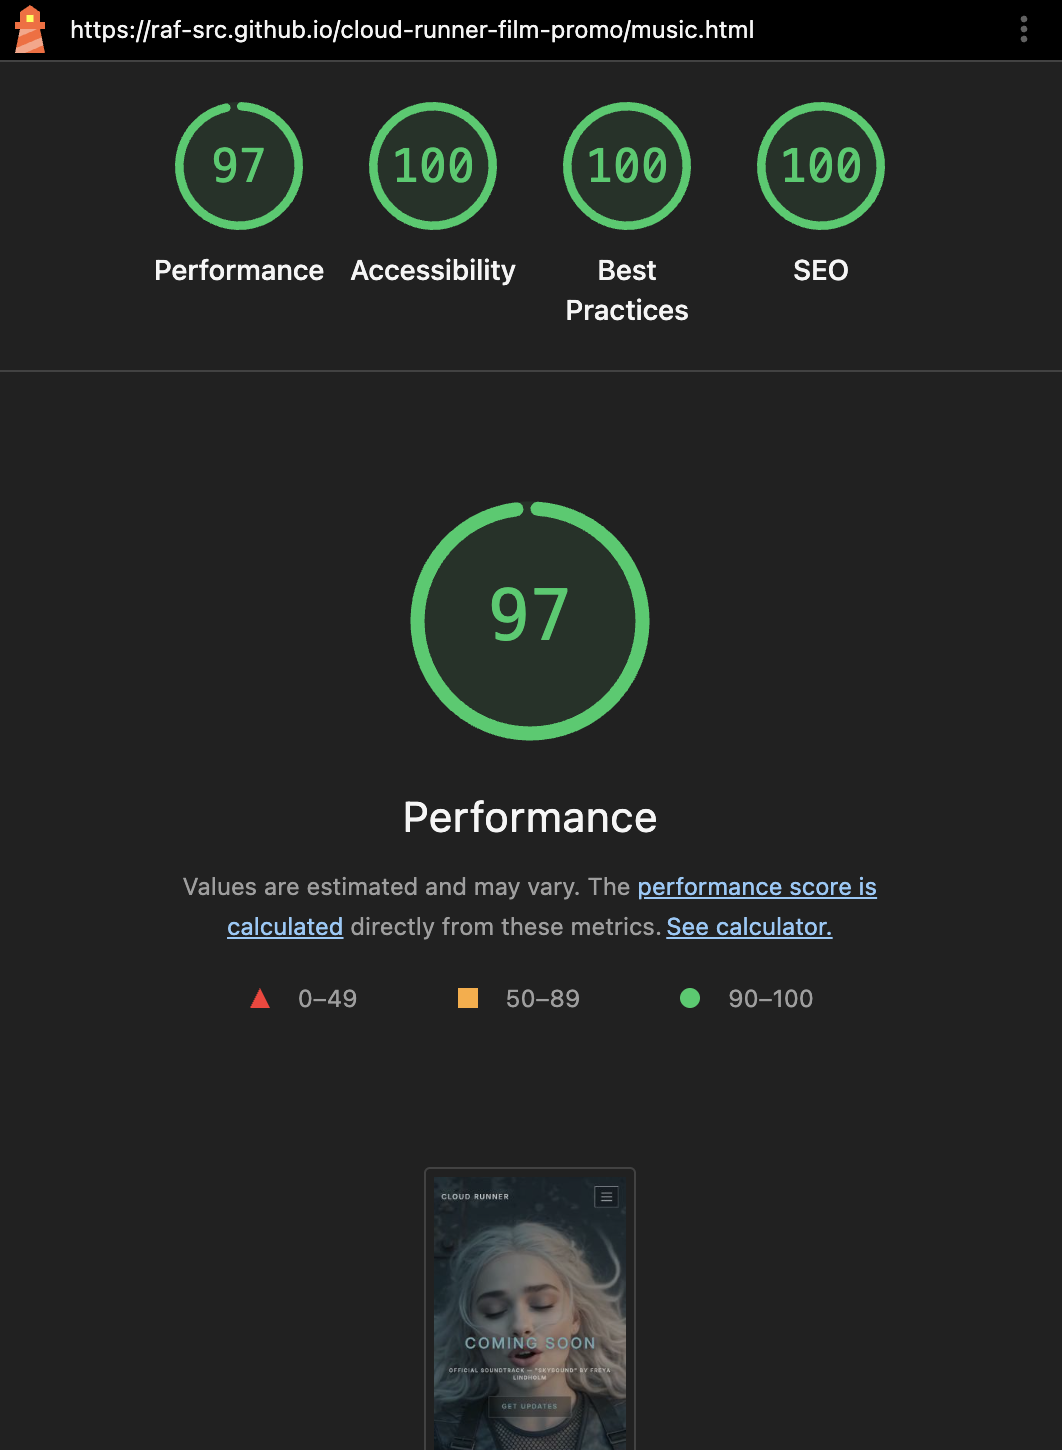 https://raf-src.github.io/cloud-runner-film-promo/music.html
97
100
100
100
Performance
Accessibility
Best
Practices
SEO
97
Performance
Values are estimated and may vary. The performance score is
calculated directly from these metrics. See calculator.
0–49
50–89
90–100
CLOUD RUNNER
COMING SOON
OFFICIAL SOUNDTRACK — "SKYBOUND" BY FREYA
LINDHOLM
GET UPDATES